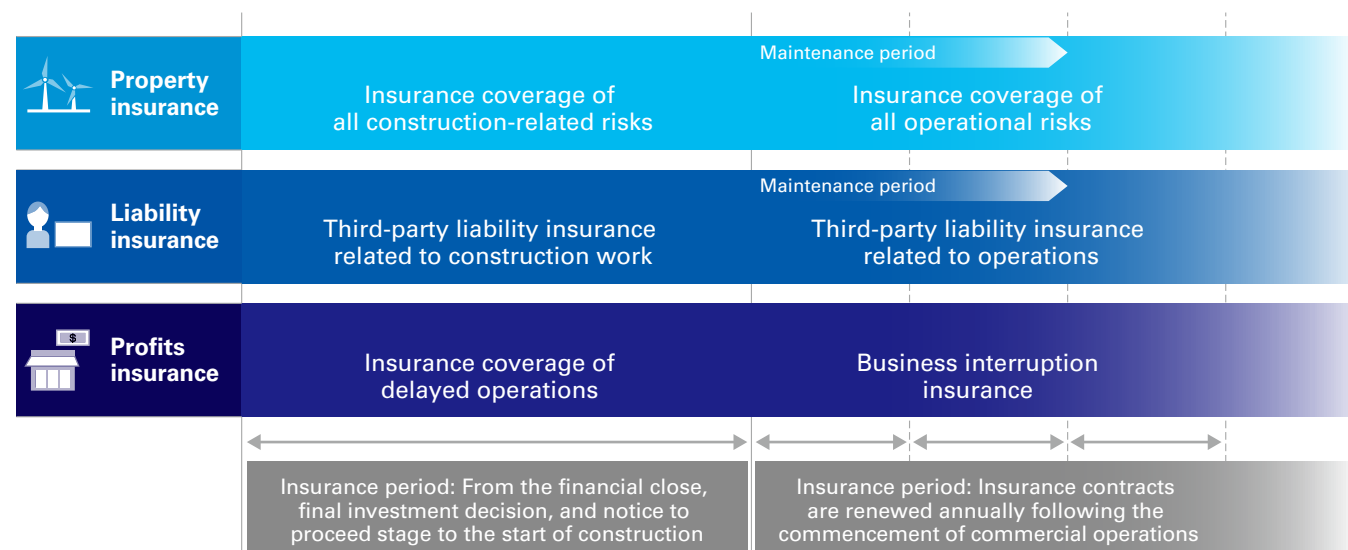 Property
insurance
Maintenance period
Insurance coverage of
all construction-related risks
Insurance coverage of
all operational risks
Liability
insurance
Maintenance period
Third-party liability insurance
related to construction work
Third-party liability insurance
related to operations
$
Profits
insurance
Insurance coverage of
delayed operations
Business interruption
insurance
Insurance period: From the financial close,
final investment decision, and notice to
proceed stage to the start of construction
Insurance period: Insurance contracts
are renewed annually following the
commencement of commercial operations